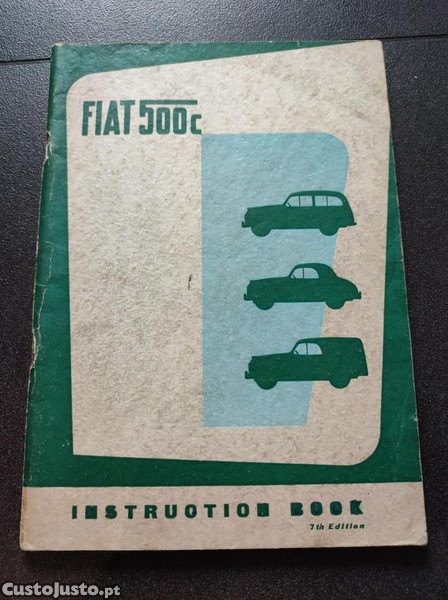 FIAT 500c
INSTRUCTION BOOK
7th Edition
CustoJusto.pt